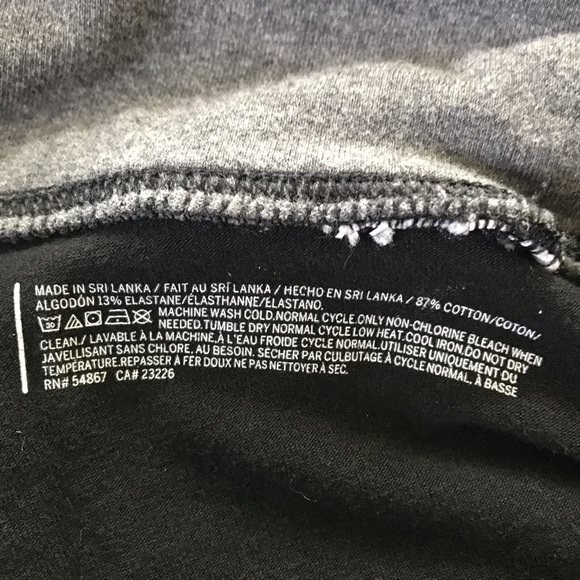 MADE IN SRI LANKA / FAIT AU SRI LANKA / HECHO EN SRI LANKA / 87% COTTON/COTON/
ALGODÓN 13% ELASTANE/ÉLASTHANNE/ELASTANO.
30 MACHINE WASH COLD.NORMAL CYCLE.ONLY NON-CHLORINE BLEACH WHEN
NEEDED.TUMBLE DRY NORMAL LOW HEAT.COOL IRON.DO NOT DRY
CLEAN./ LAVABLE À LA MACHINE,À L'EAU FROIDE CYCLE NORMAL.UTILISER UNIQUEMENT DU
JAVELLISANT SANS CHLORE, AU BESOIN. SÉCHER PAR CULBUTAGE À CYCLE NORMAL, À BASSE
TEMPÉRATURE.REPASSER À FER DOUX NE PAS NETTOYER À SEC.
RN# 54867 CA# 23226